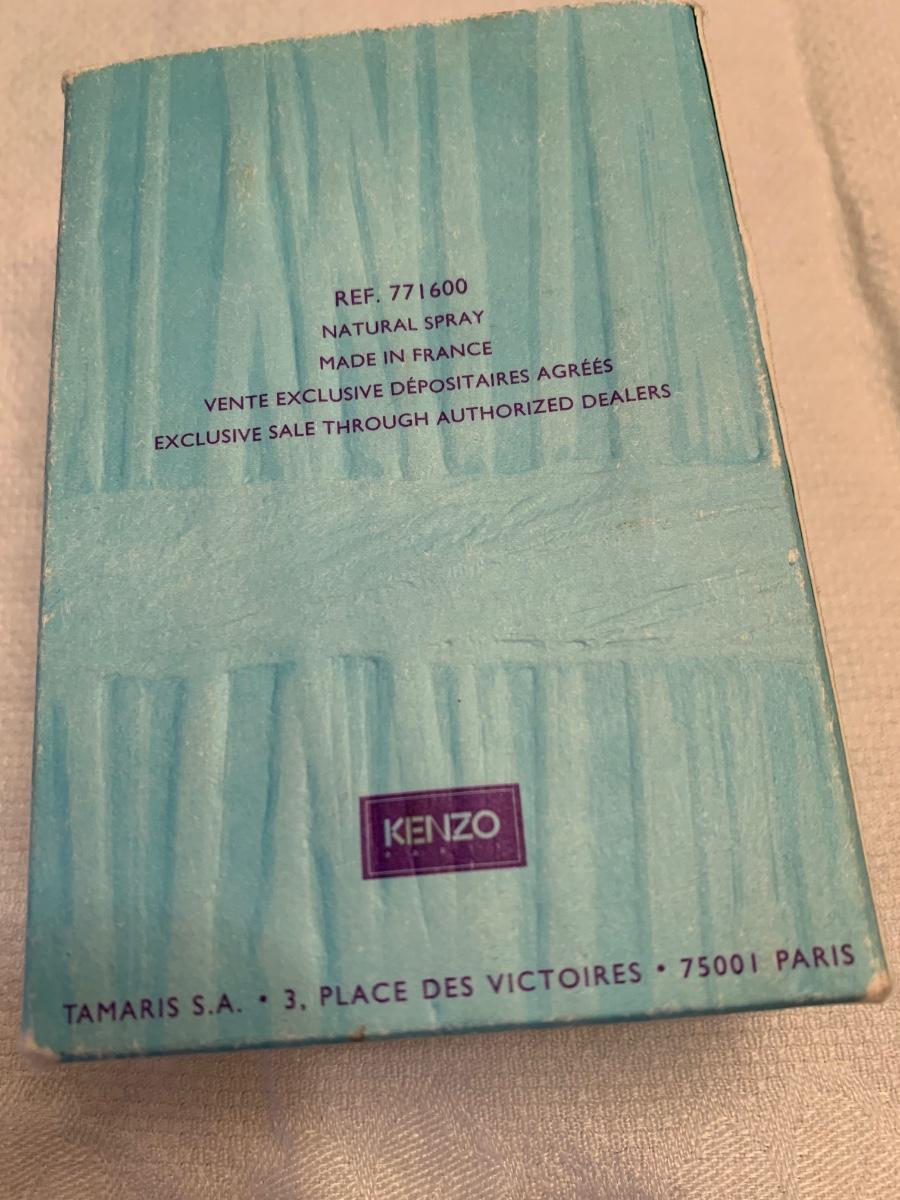 REF. 771600
NATURAL SPRAY
MADE IN FRANCE
VENTE EXCLUSIVE DÉPOSITAIRES AGRÉÉS
EXCLUSIVE SALE THROUGH AUTHORIZED DEALERS
KENZO
TAMARIS S.A. • 3, PLACE DES VICTOIRES • 75001 PARIS